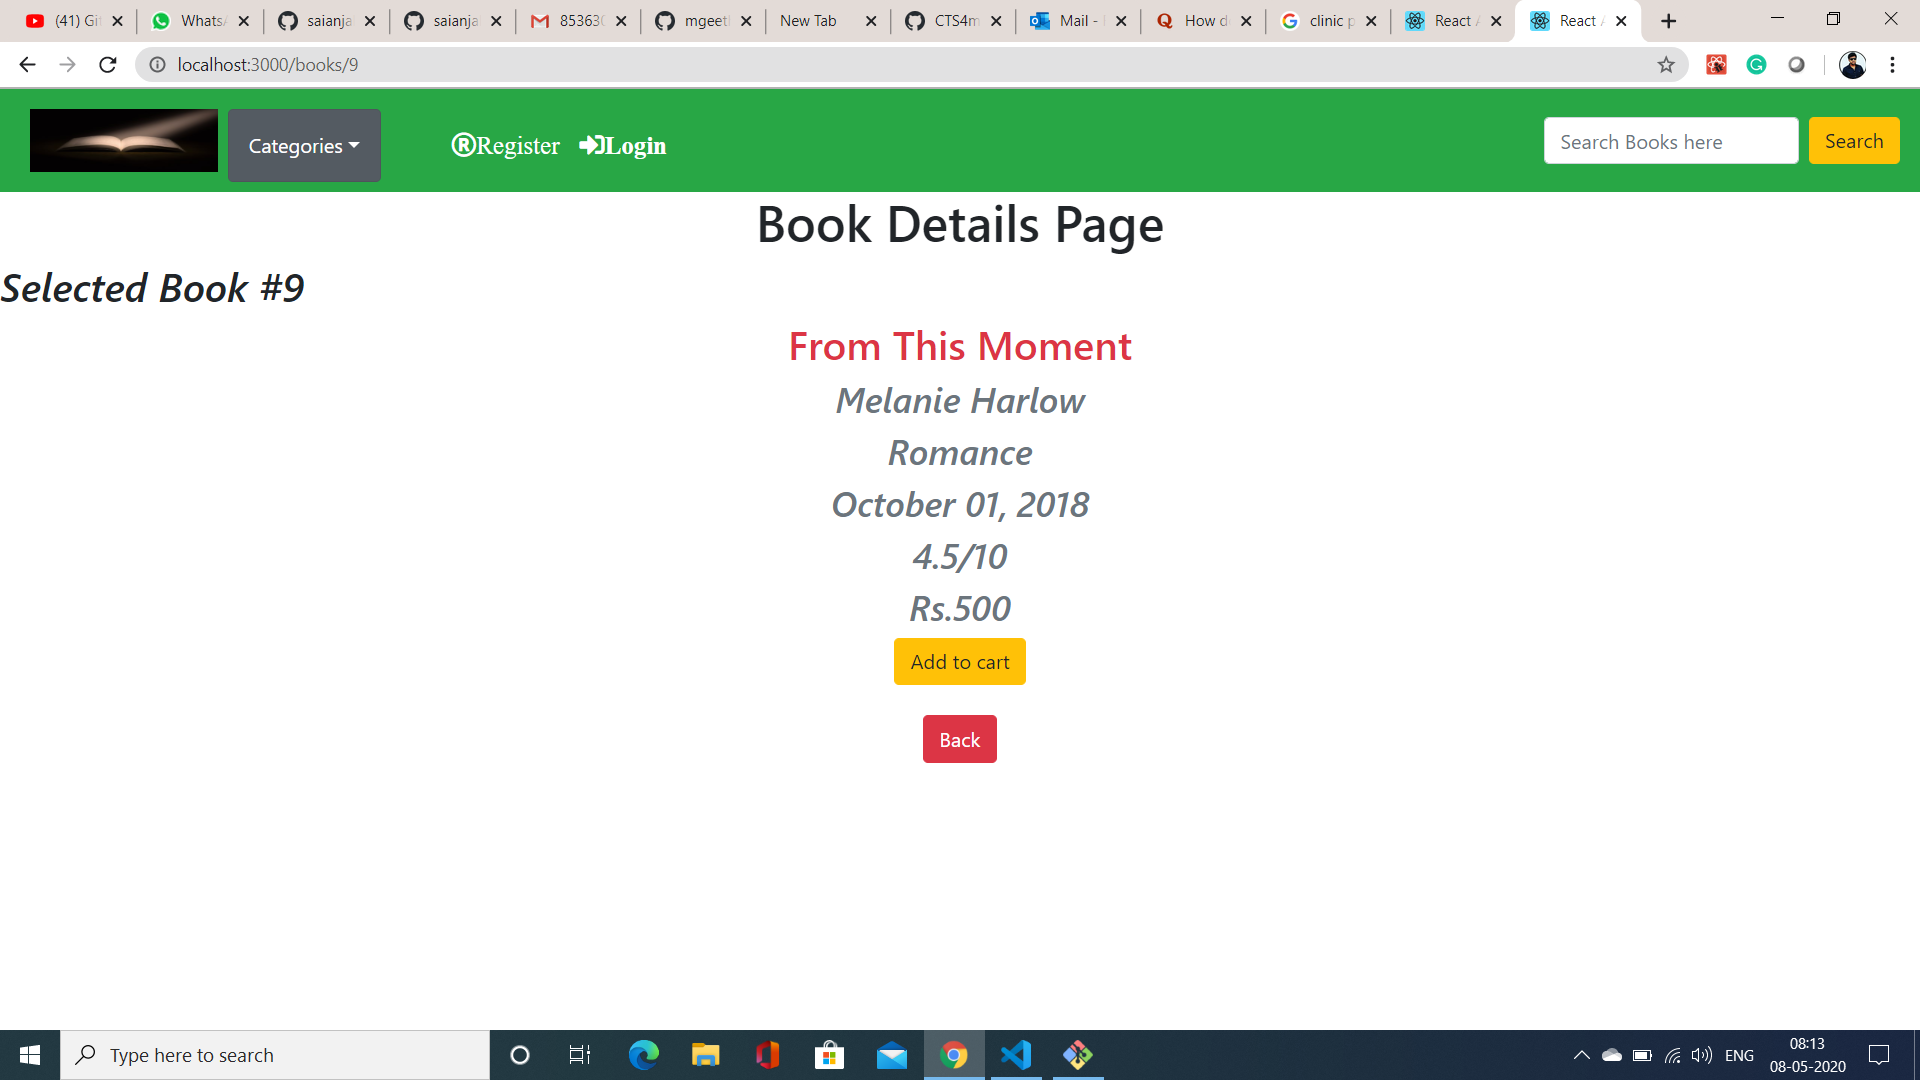 (41) Gi
WhatsA
saianja
saianja
85363
mgeetl
New Tab
CTS4m
Mail -
How d
clinic p
React
React
localhost:3000/books/9
Categories
Register
Login
Search Books here
Search
Book Details Page
Selected Book #9
From This Moment
Melanie Harlow
Romance
October 01, 2018
4.5/10
Rs.500
Add to cart
Back
Type here to search
ENG
08:13
08-05-2020